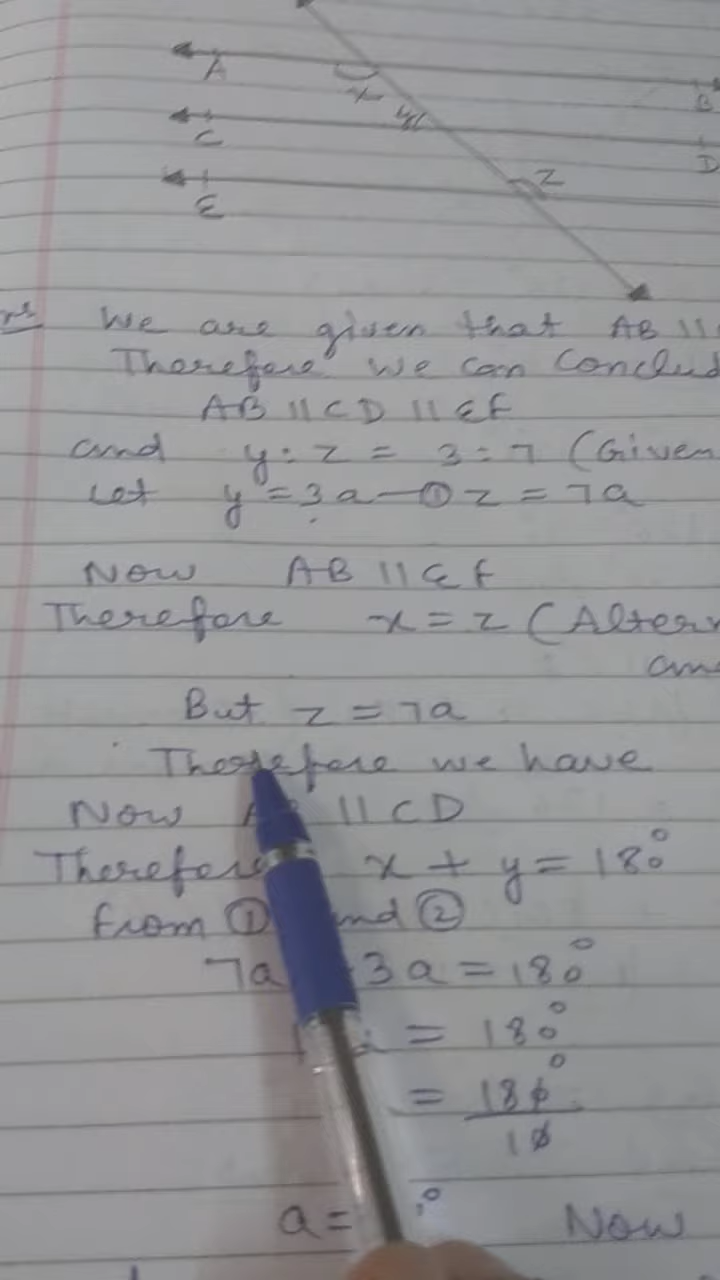 A
x
B
y
C
D
z
E
We are given that AB ||
Therefore we can
AB || CD || EF
and y : z = 3 : 7 (Given
Let y = 3a — ① z = 7a
Now AB || EF
Therefore x = z (
But z = 7a
Therefore we have
Now || CD
Therefore x + y = 180°
from ① and ②
7a 3a = 180°
= 180°
= 180°
10
a = °
Now